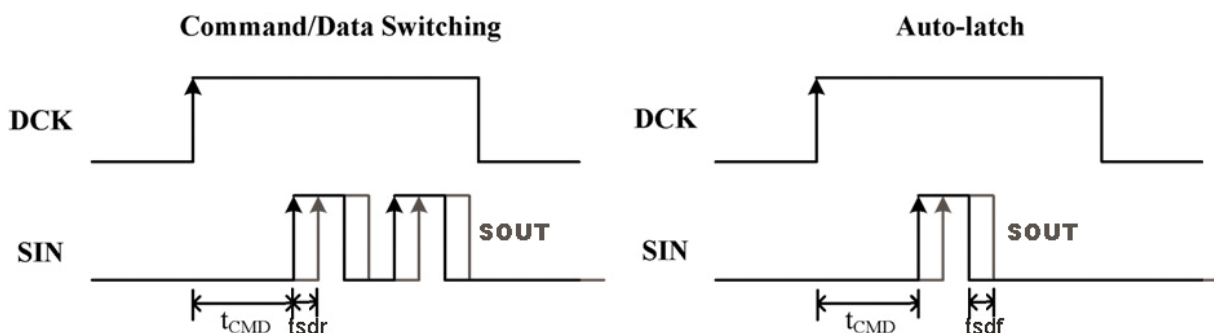 Command/Data Switching
DCK
SIN
SOUT
tCMD
tsdr
Auto-latch
DCK
SIN
SOUT
tCMD
tsdf